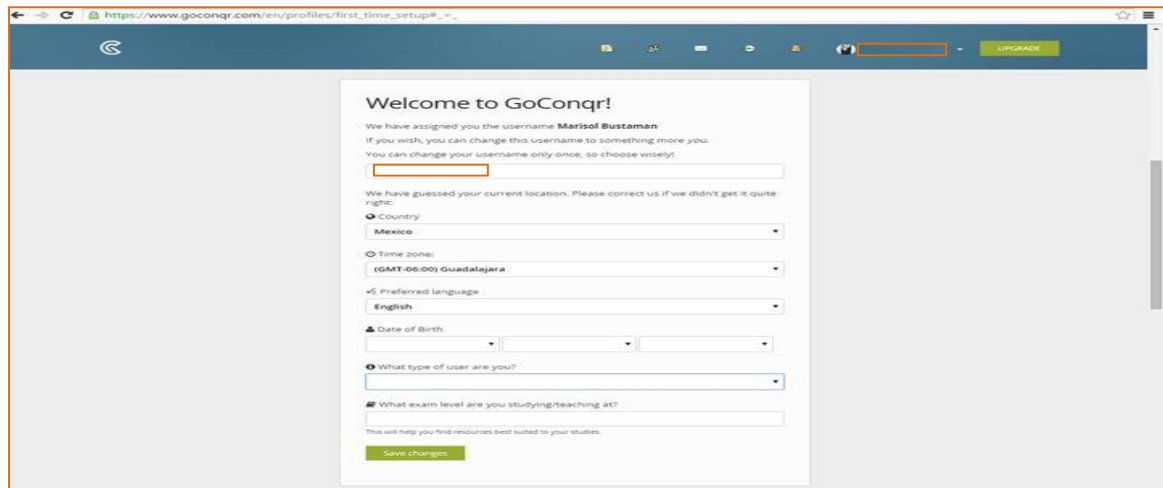 https://www.goconqr.com/en/profiles/first_time_setup#_=_
UPGRADE
Welcome to GoConqr!
We have assigned you the username Marisol Bustaman
If you wish, you can change this username to something more you.
You can change your username only once, so choose wisely!
We have guessed your current location. Please correct us if we didn't get it quite
right:
Country
Mexico
Time zone:
(GMT-06:00) Guadalajara
Preferred language
English
Date of Birth
What type of user are you?
What exam level are you studying/teaching at?
This will help you find resources best suited to your studies.
Save changes